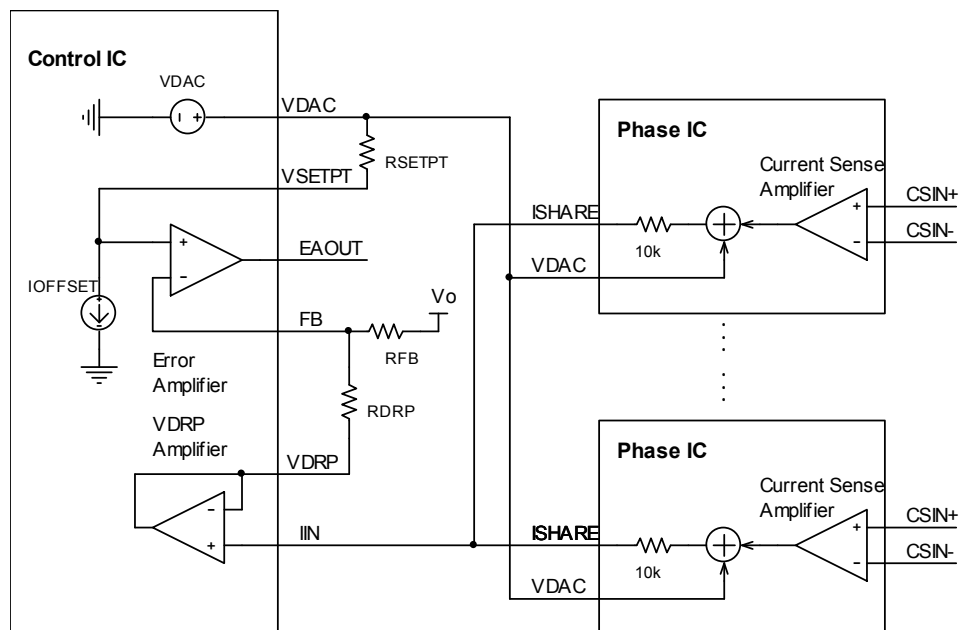 Control IC
VDAC
VDAC
RSETPT
VSETPT
IOFFSET
EAOUT
Vo
FB
RFB
Error
Amplifier
RDRP
VDRP
Amplifier
VDRP
IIN
Phase IC
Current Sense
Amplifier
CSIN+
CSIN-
ISHARE
10k
VDAC
Phase IC
Current Sense
Amplifier
CSIN+
CSIN-
ISHARE
10k
VDAC